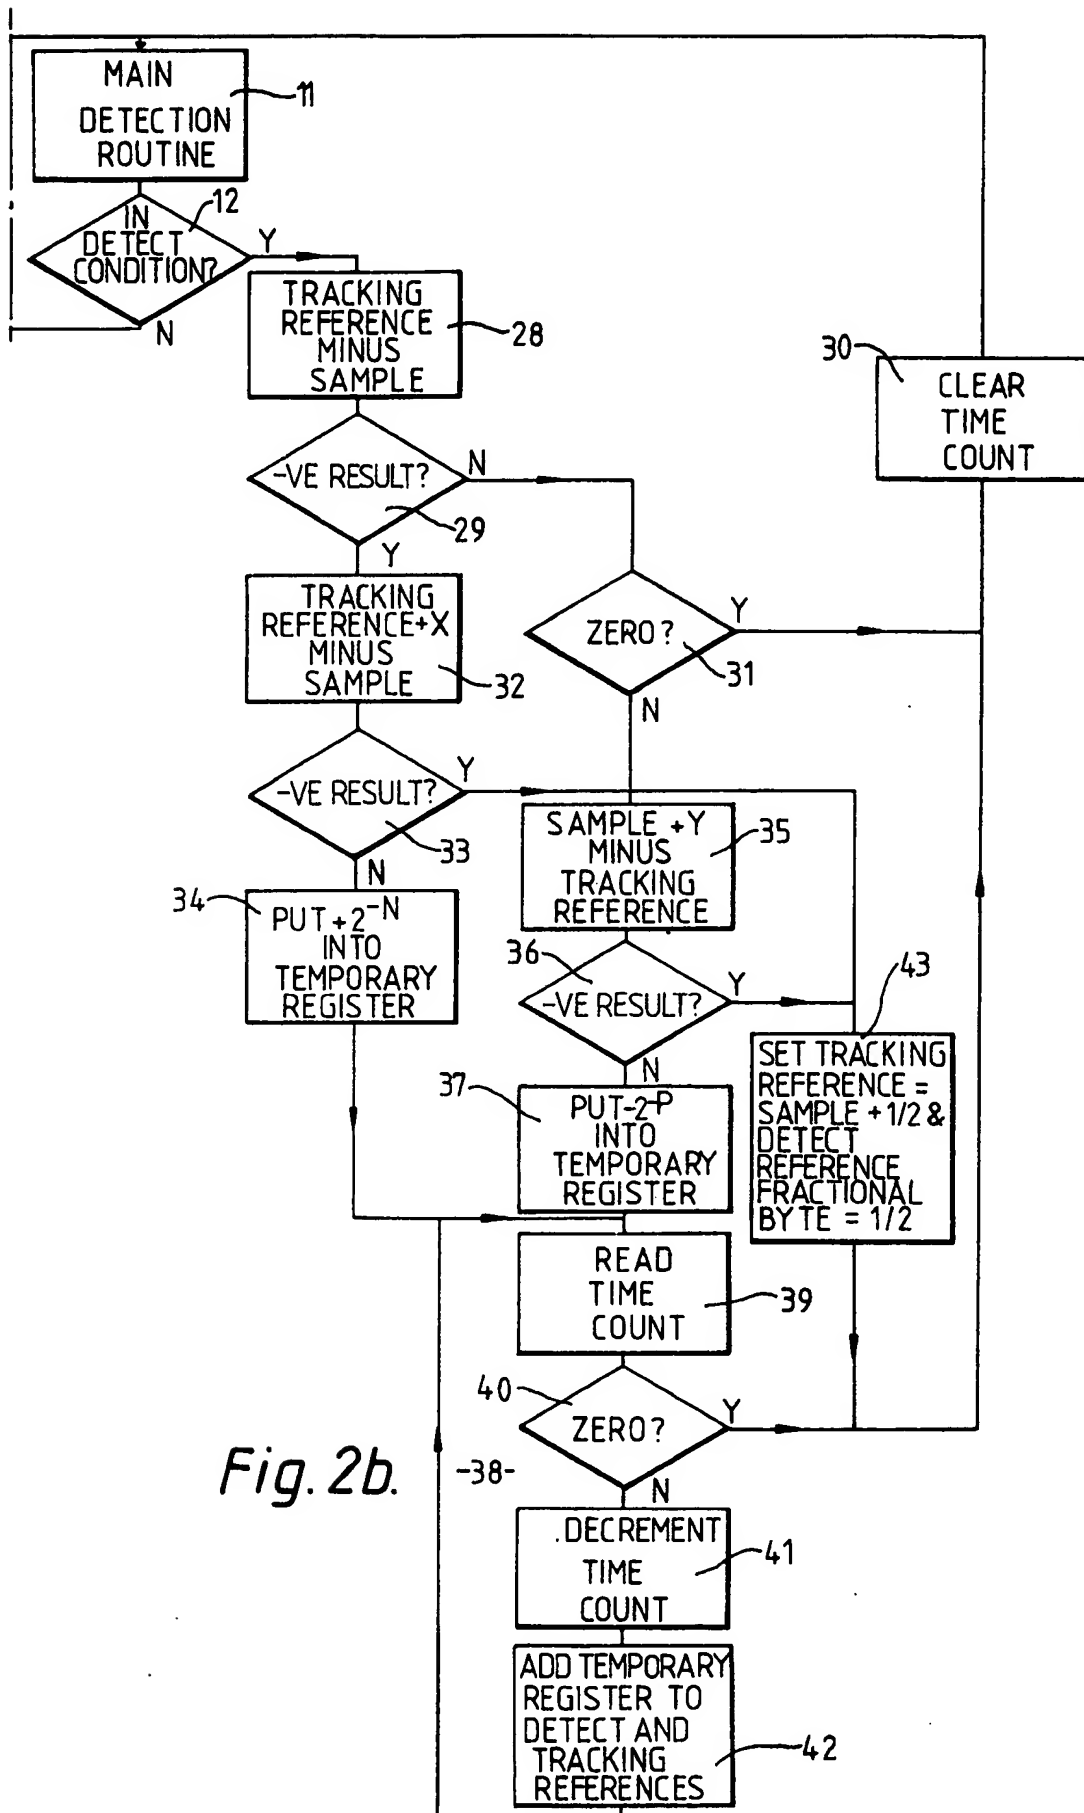 MAIN
DETECTION
ROUTINE
11
IN
DETECT
CONDITION?
12
Y
N
TRACKING
REFERENCE
MINUS
SAMPLE
28
-VE RESULT?
29
N
Y
30
CLEAR
TIME
COUNT
TRACKING
REFERENCE+X
MINUS
SAMPLE
32
ZERO?
31
Y
N
-VE RESULT?
33
Y
N
SAMPLE +Y
MINUS
TRACKING
REFERENCE
35
34
PUT+2^-N
INTO
TEMPORARY
REGISTER
36
-VE RESULT?
Y
N
43
SET TRACKING
REFERENCE =
SAMPLE +1/2 &
DETECT
REFERENCE
FRACTIONAL
BYTE = 1/2
37
PUT-2^-P
INTO
TEMPORARY
REGISTER
READ
TIME
COUNT
39
40
ZERO?
Y
N
Fig. 2b.
-38-
.DECREMENT
TIME
COUNT
41
ADD TEMPORARY
REGISTER TO
DETECT AND
TRACKING
REFERENCES
42